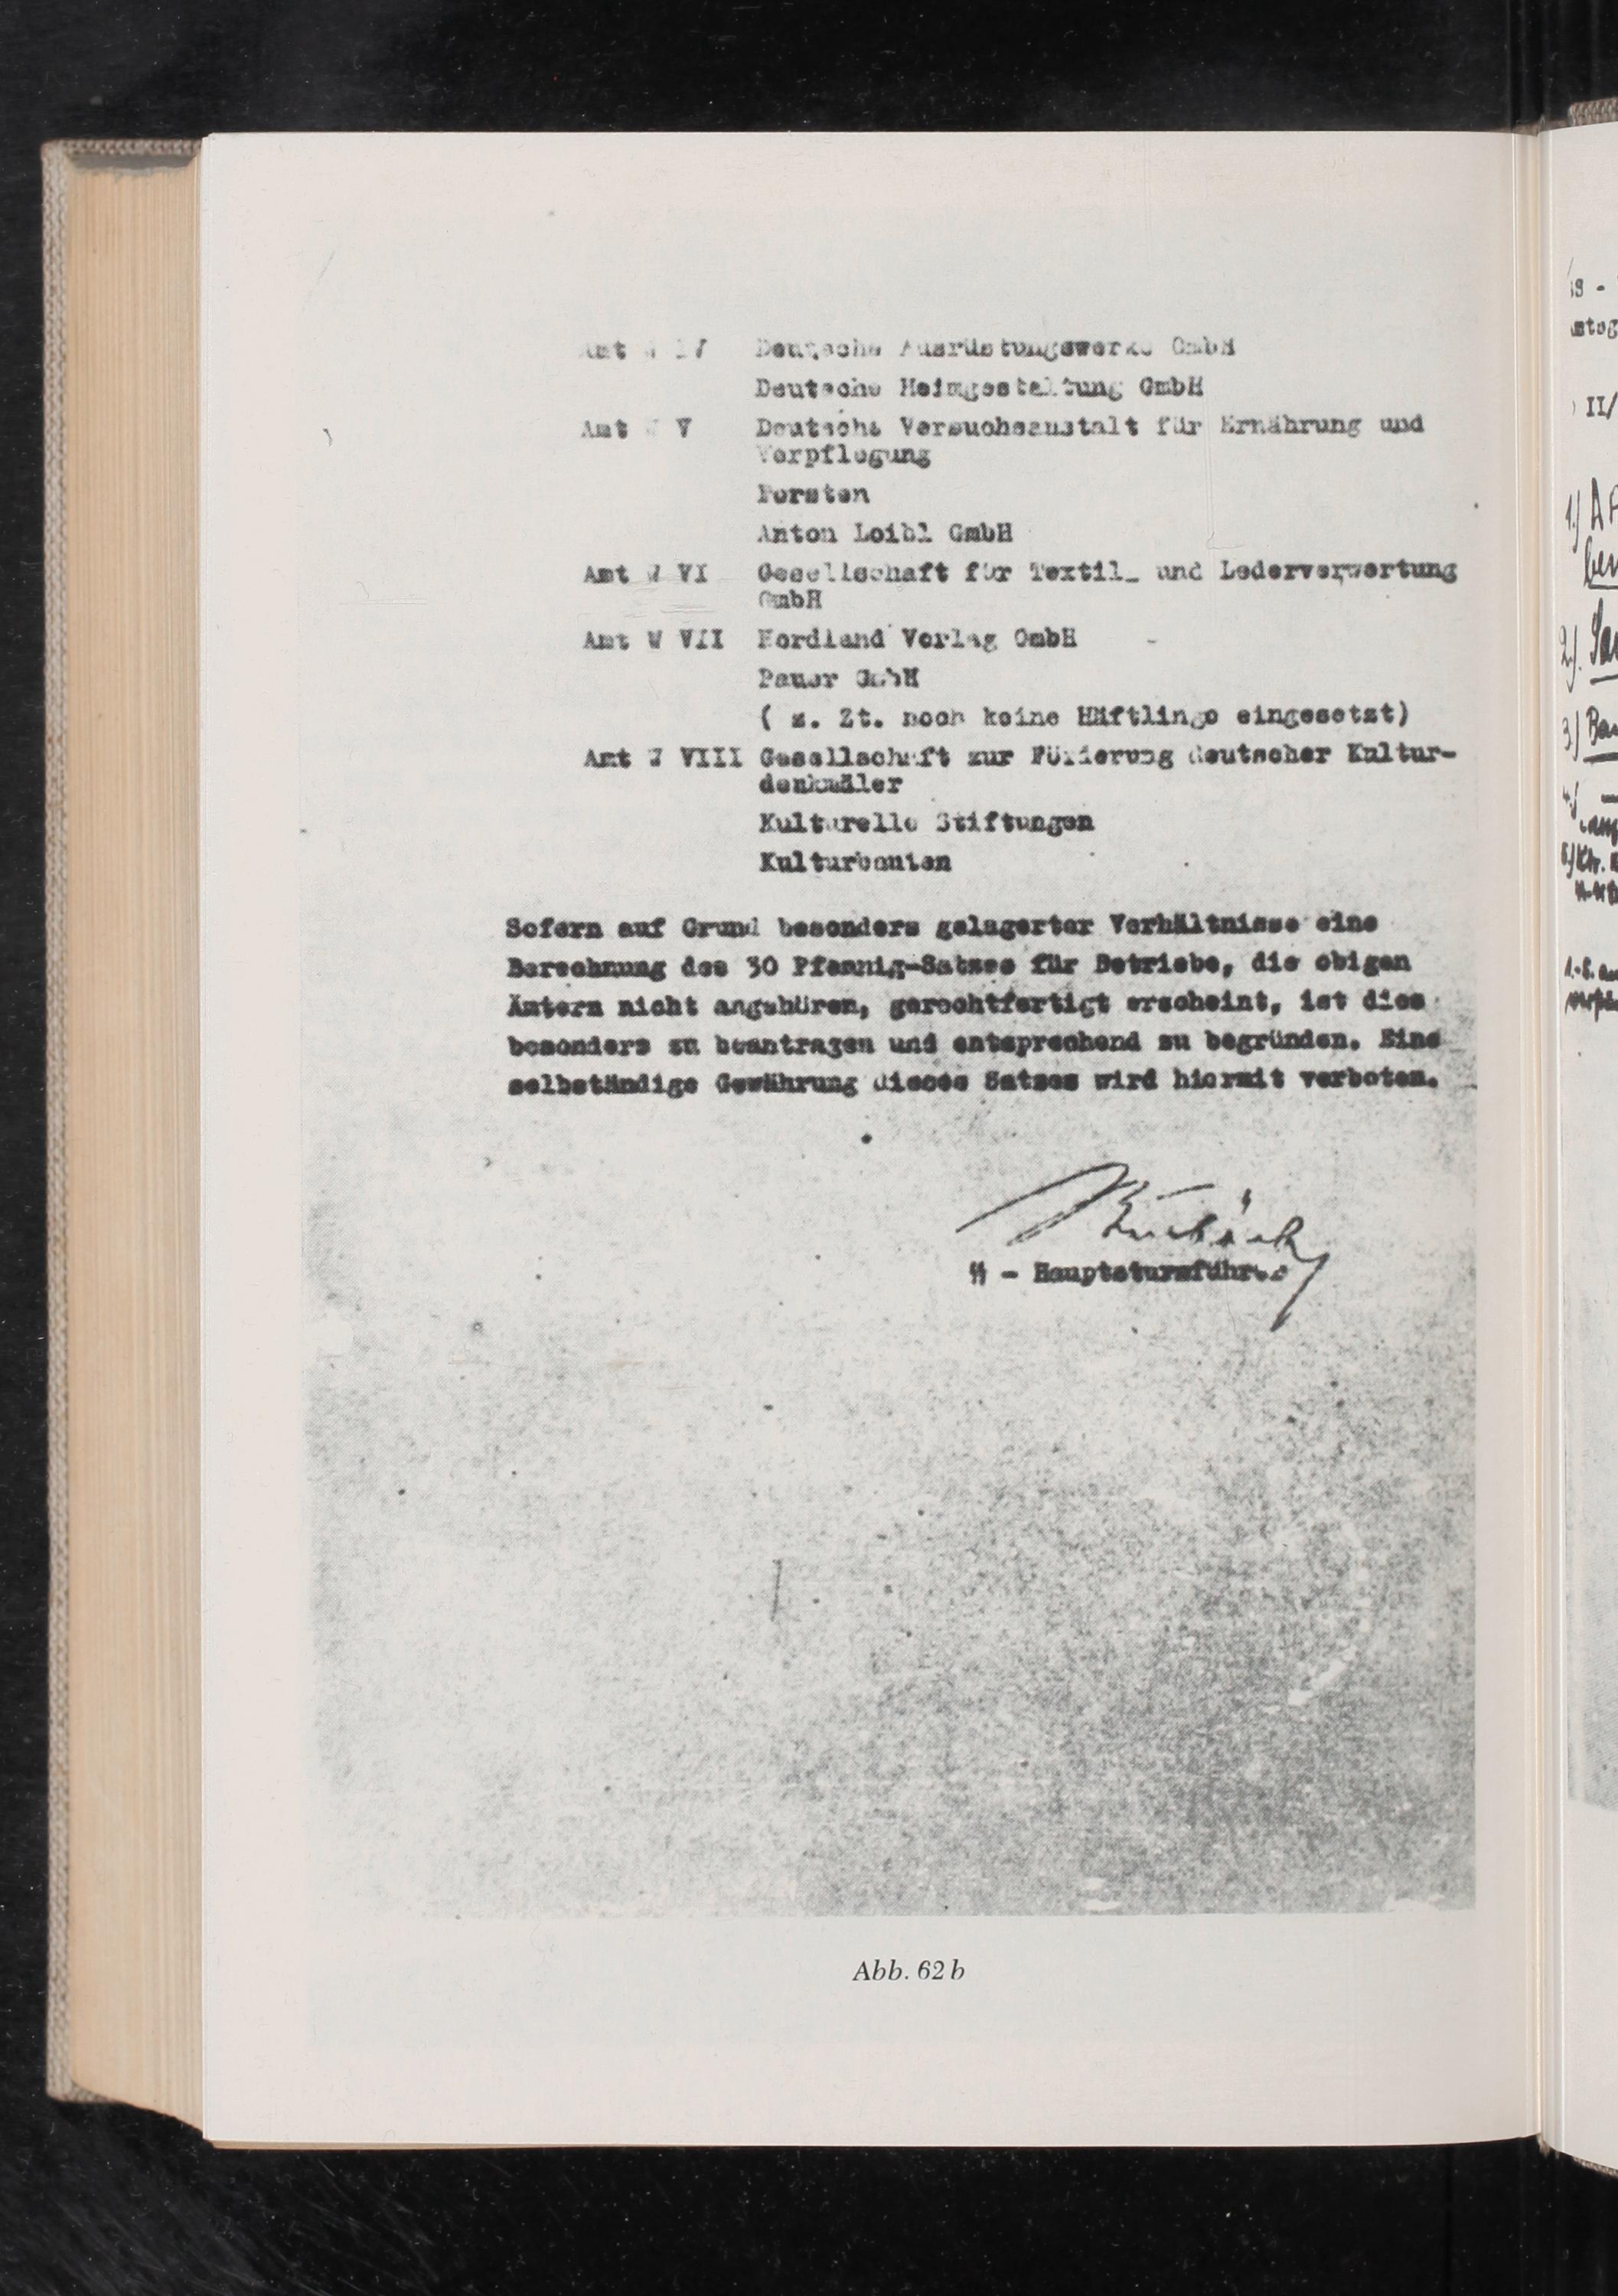 Amt W IV Deutsche Ausrüstungswerke GmbH
Deutsche Heimgestaltung GmbH
Amt W V Deutsche Versuchsanstalt für Ernährung und
Verpflegung
Forsten
Anton Loibl GmbH
Amt W VI Gesellschaft für Textil_ und Lederverwertung
GmbH
Amt W VII Nordland Verlag GmbH
Bauer GmbH
( z. Zt. noch keine Häftlinge eingesetzt)
Amt W VIII Gesellschaft zur Förderung deutscher Kultur-
denkmäler
Kulturelle Stiftungen
Kulturbauten
Sofern auf Grund besonders gelagerter Verhältnisse eine
Berechnung des 30 Pfennig-Satzes für Betriebe, die obigen
Ämtern nicht angehören, gerechtfertigt erscheint, ist dies
besonders zu beantragen und entsprechend zu begründen. Eine
selbständige Gewährung dieses Satzes wird hiermit verboten.
SS - Hauptsturmführer
Abb. 62 b
II/
1.)
2.)
3.)